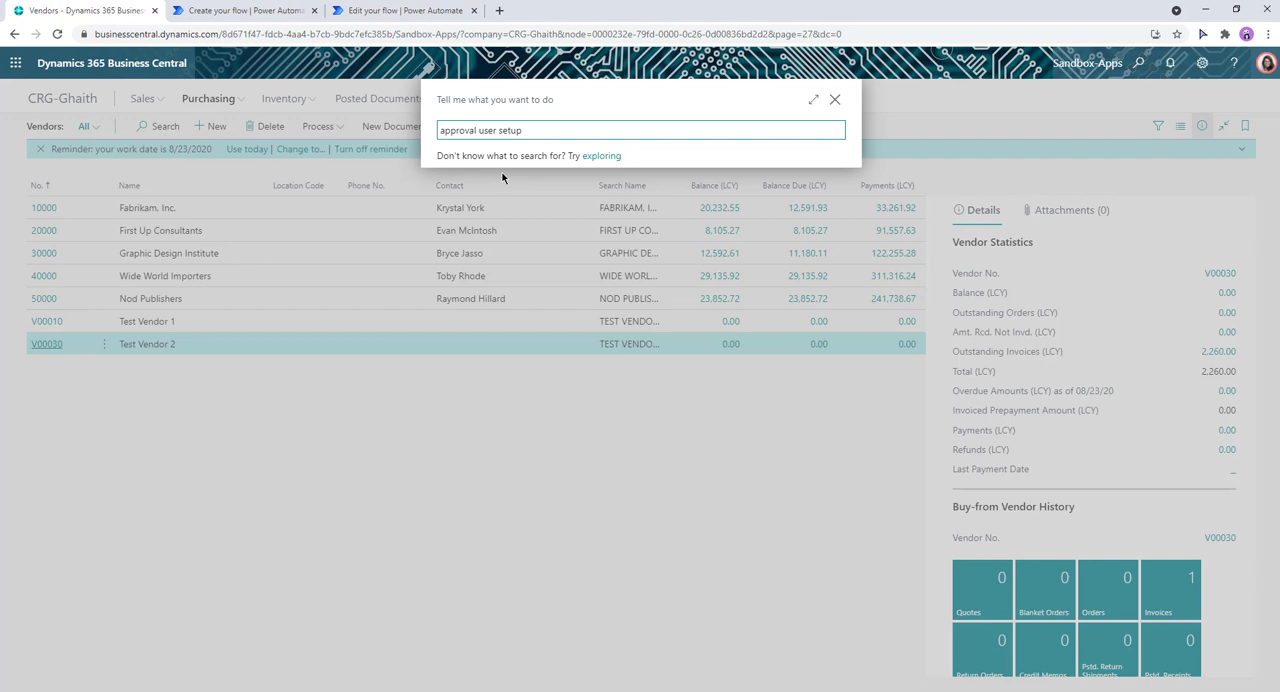 Vendors - Dynamics 365 Busines
Create your flow | Power Automa
Edit your flow | Power Automate
businesscentral.dynamics.com/8d671f47-fdcb-4aa4-b7cb-9bdc7efc385b/Sandbox-Apps/?company=CRG-Ghaith&node=0000232e-79fd-0000-0c26-0d00836bd2d2&page=27&dc=0
Dynamics 365 Business Central
Sandbox-Apps
CRG-Ghaith
Sales
Purchasing
Inventory
Posted Documents
Tell me what you want to do
approval user setup
Don't know what to search for? Try exploring
Vendors: All
Search
New
Delete
Process
New Documen
Reminder: your work date is 8/23/2020 Use today | Change to... | Turn off reminder
No. ↑ Name Location Code Phone No. Contact Search Name Balance (LCY) Balance Due (LCY) Payments (LCY)
10000 Fabrikam, Inc. Krystal York FABRIKAM, I... 20,232.55 12,591.93 33,261.92
20000 First Up Consultants Evan McIntosh FIRST UP CO... 8,105.27 8,105.27 91,557.63
30000 Graphic Design Institute Bryce Jasso GRAPHIC DE... 12,592.61 11,180.11 122,255.28
40000 Wide World Importers Toby Rhode WIDE WORL... 29,135.92 29,135.92 311,316.24
50000 Nod Publishers Raymond Hillard NOD PUBLIS... 23,852.72 23,852.72 241,738.67
V00010 Test Vendor 1 TEST VENDO... 0.00 0.00 0.00
V00030 Test Vendor 2 TEST VENDO... 0.00 0.00 0.00
Details
Attachments (0)
Vendor Statistics
Vendor No. V00030
Balance (LCY) 0.00
Outstanding Orders (LCY) 0.00
Amt. Rcd. Not Invd. (LCY) 0.00
Outstanding Invoices (LCY) 2,260.00
Total (LCY) 2,260.00
Overdue Amounts (LCY) as of 08/23/20 0.00
Invoiced Prepayment Amount (LCY) 0.00
Payments (LCY) 0.00
Refunds (LCY) 0.00
Last Payment Date _
Buy-from Vendor History
Vendor No. V00030
0 0 0 1
Quotes Blanket Orders Orders Invoices
0 0 0 0
Return Orders Credit Memos Pstd. Return Shipments Pstd. Receipts